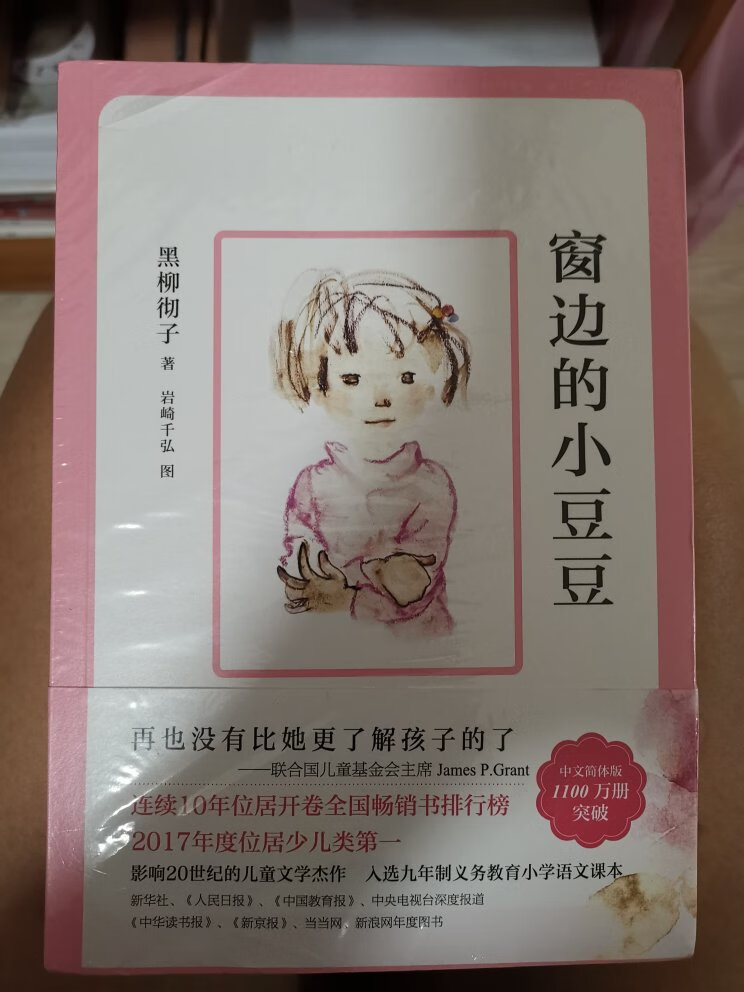 窗边的小豆豆
黑柳彻子 著
岩崎千弘 图
再也没有比她更了解孩子的了
——联合国儿童基金会主席 James P.Grant
连续10年位居开卷全国畅销书排行榜
2017年度位居少儿类第一
影响20世纪的儿童文学杰作 入选九年制义务教育小学语文课本
新华社、《人民日报》、《中国教育报》、中央电视台深度报道
《中华读书报》、《新京报》、当当网、新浪网年度图书
中文简体版
1100 万册
突破